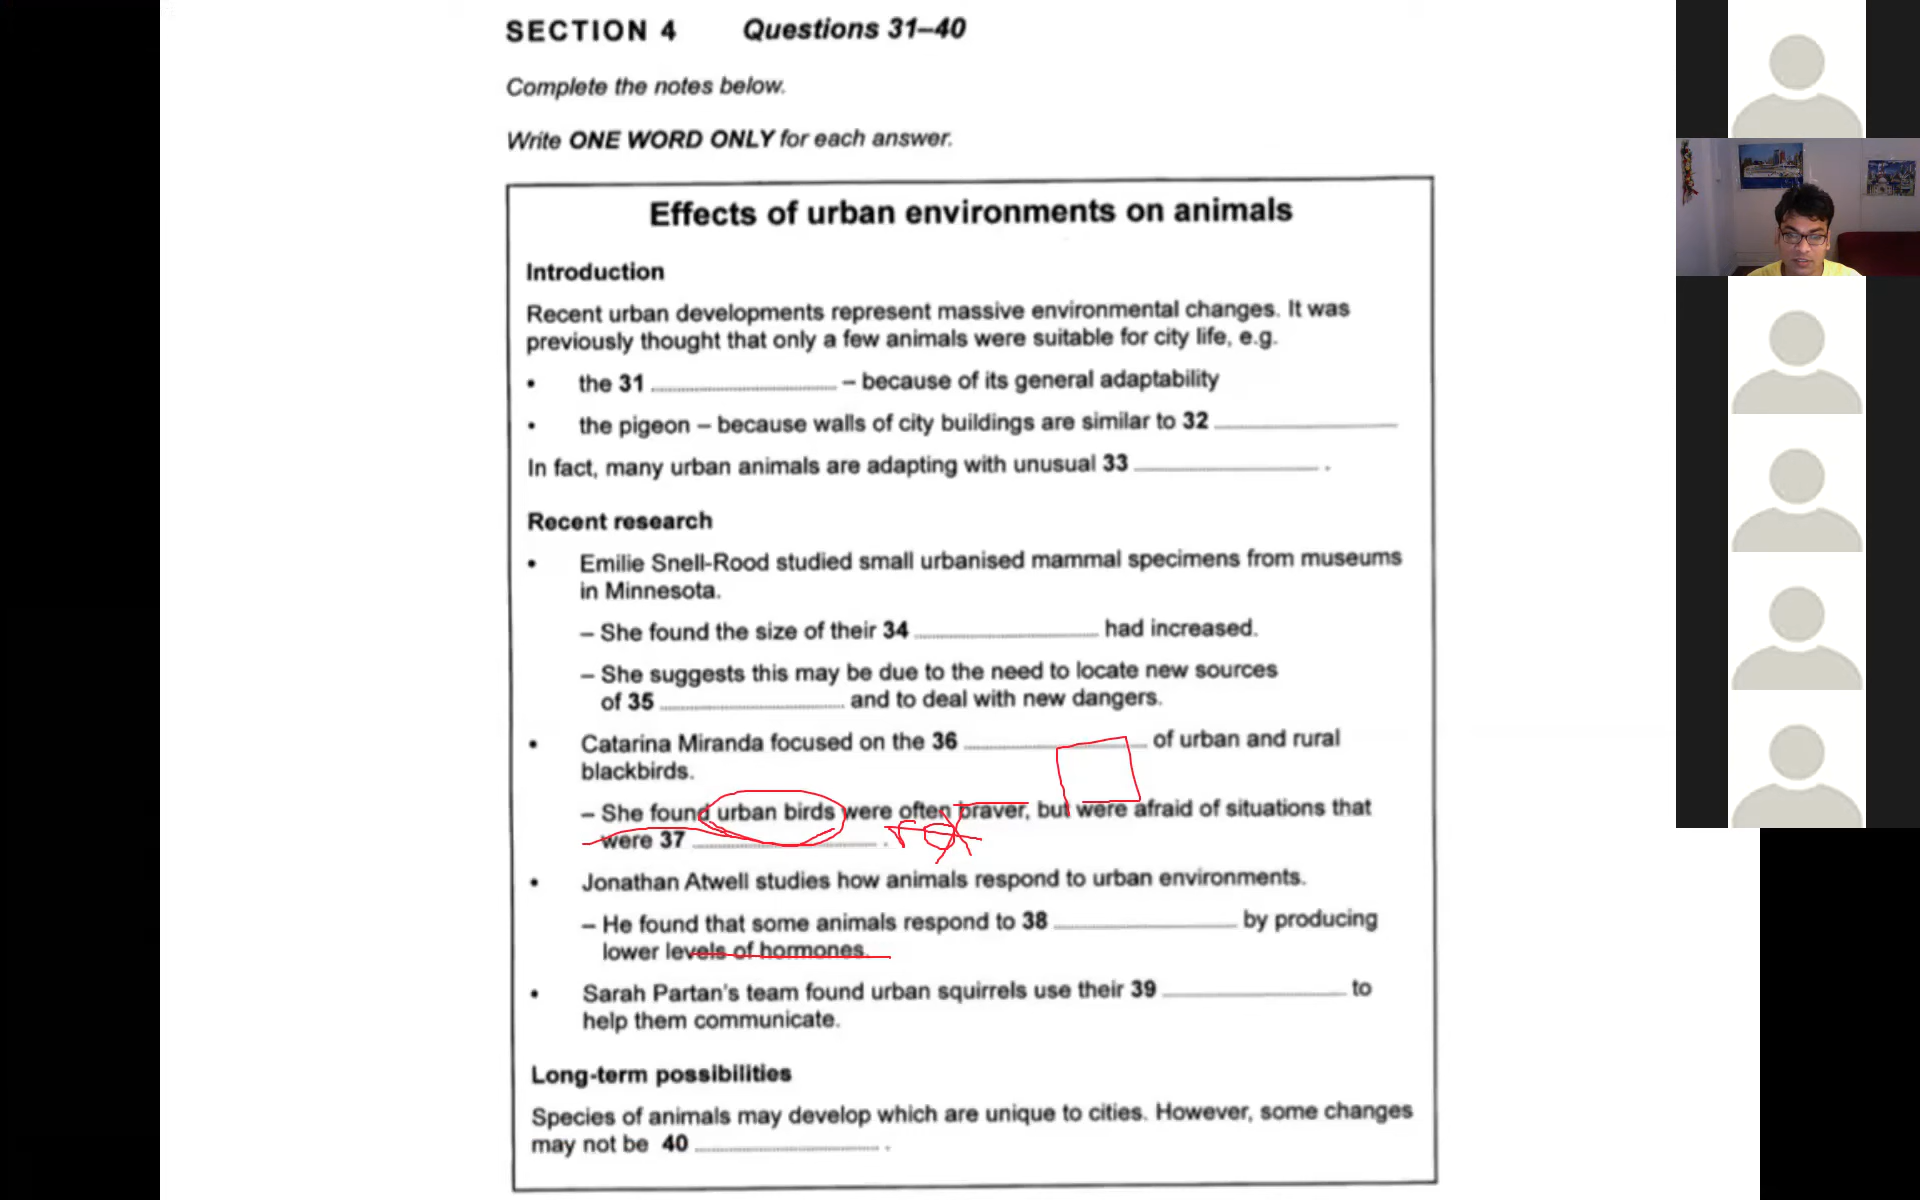 SECTION 4 Questions 31–40
Complete the notes below.
Write ONE WORD ONLY for each answer.
Effects of urban environments on animals
Introduction
Recent urban developments represent massive environmental changes. It was
previously thought that only a few animals were suitable for city life, e.g.
• the 31 .................... – because of its general adaptability
• the pigeon – because walls of city buildings are similar to 32 ....................
In fact, many urban animals are adapting with unusual 33 .................... .
Recent research
• Emilie Snell-Rood studied small urbanised mammal specimens from museums
in Minnesota.
– She found the size of their 34 .................... had increased.
– She suggests this may be due to the need to locate new sources
of 35 .................... and to deal with new dangers.
• Catarina Miranda focused on the 36 .................... of urban and rural
blackbirds.
– She found urban birds were often braver, but were afraid of situations that
were 37 .................... .
• Jonathan Atwell studies how animals respond to urban environments.
– He found that some animals respond to 38 .................... by producing
lower levels of hormones.
• Sarah Partan's team found urban squirrels use their 39 .................... to
help them communicate.
Long-term possibilities
Species of animals may develop which are unique to cities. However, some changes
may not be 40 .................... .